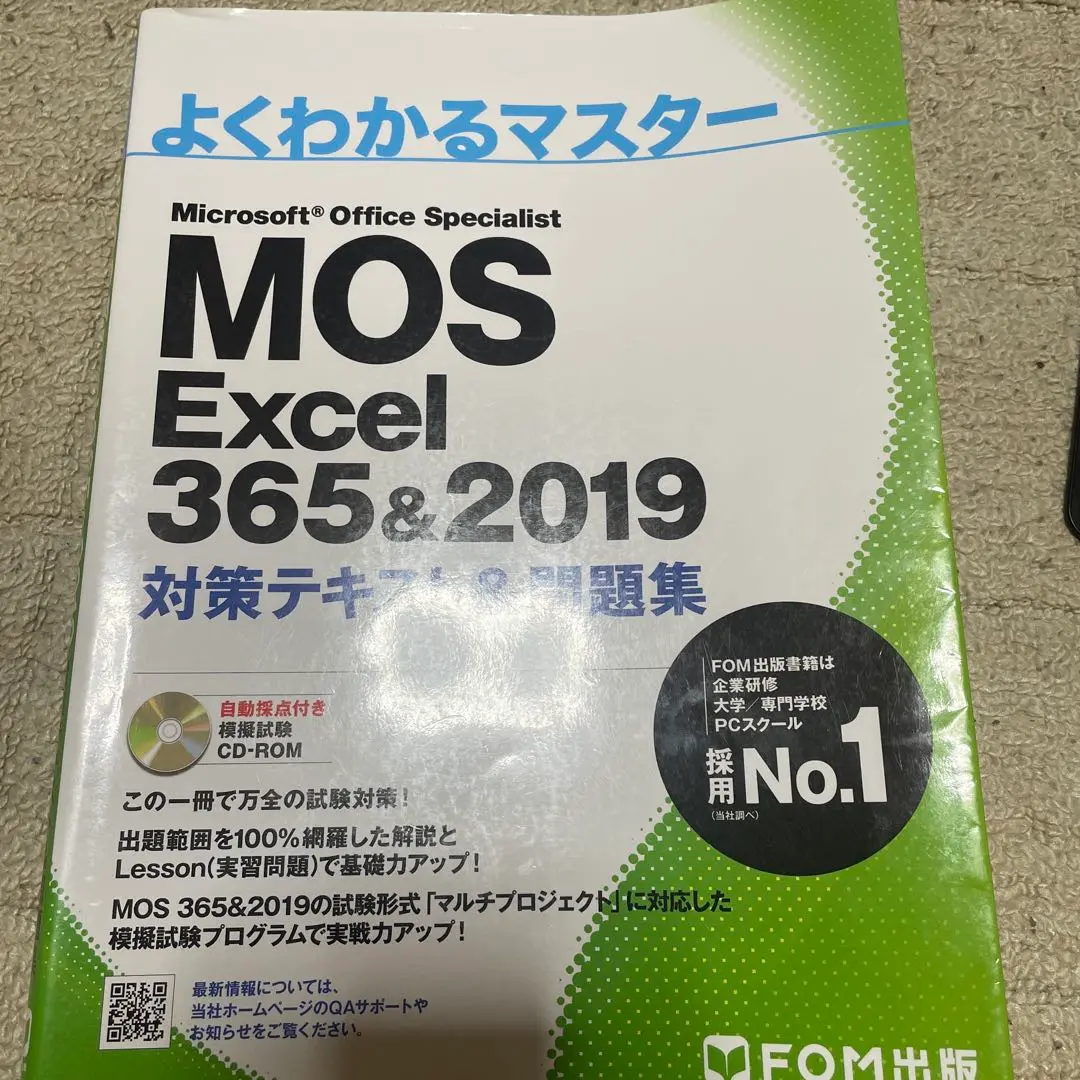 よくわかるマスター
Microsoft® Office Specialist
MOS
Excel
365&2019
対策テキスト&問題集
FOM出版書籍は
企業研修
大学/専門学校
PCスクール
採用 No.1
(当社調べ)
自動採点付き
模擬試験
CD-ROM
この一冊で万全の試験対策!
出題範囲を100%網羅した解説と
Lesson(実習問題)で基礎力アップ!
MOS 365&2019の試験形式「マルチプロジェクト」に対応した
模擬試験プログラムで実戦力アップ!
最新情報については、
当社ホームページのQAサポートや
お知らせをご覧ください。
FOM出版